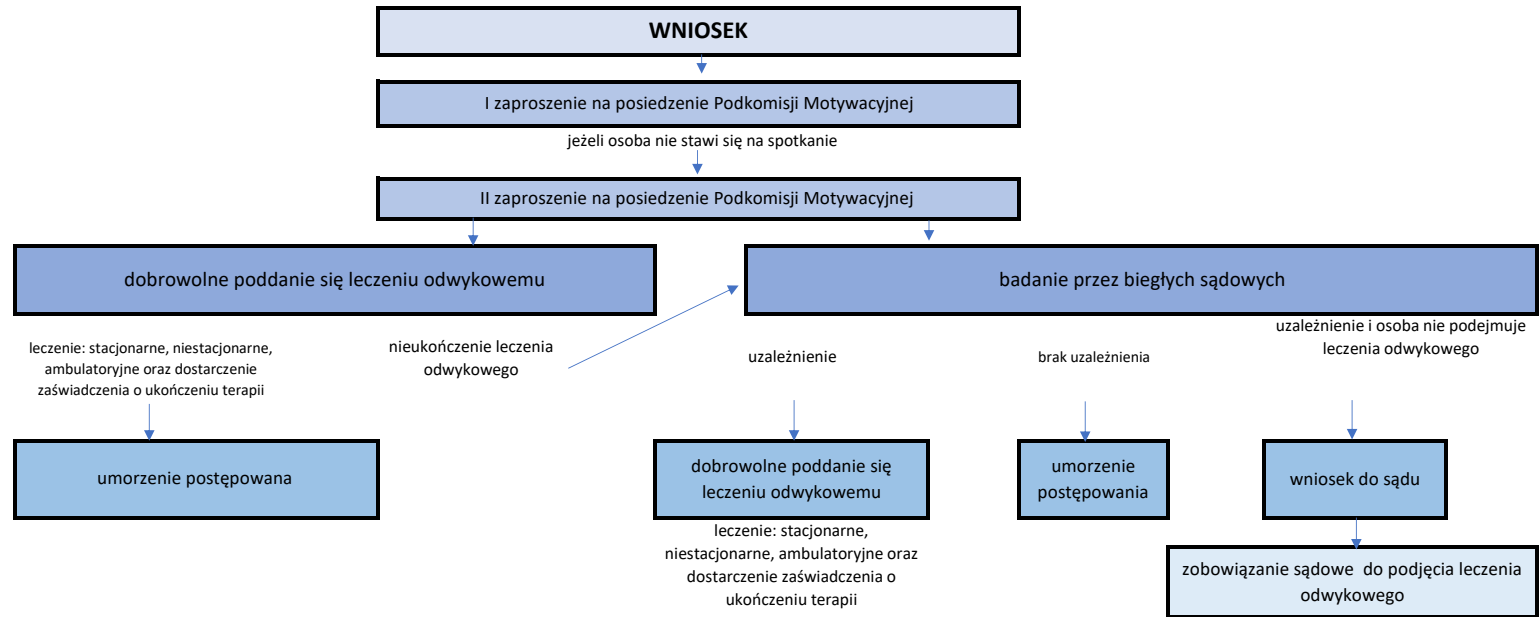 WNIOSEK
I zaproszenie na posiedzenie Podkomisji Motywacyjnej
jeżeli osoba nie stawi się na spotkanie
II zaproszenie na posiedzenie Podkomisji Motywacyjnej
dobrowolne poddanie się leczeniu odwykowemu
badanie przez biegłych sądowych
leczenie: stacjonarne, niestacjonarne,
ambulatoryjne oraz dostarczenie
zaświadczenia o ukończeniu terapii
nieukończenie leczenia
odwykowego
uzależnienie
brak uzależnienia
uzależnienie i osoba nie podejmuje
leczenia odwykowego
umorzenie postępowana
dobrowolne poddanie się
leczeniu odwykowemu
umorzenie
postępowania
wniosek do sądu
leczenie: stacjonarne,
niestacjonarne, ambulatoryjne oraz
dostarczenie zaświadczenia o
ukończeniu terapii
zobowiązanie sądowe  do podjęcia leczenia
odwykowego